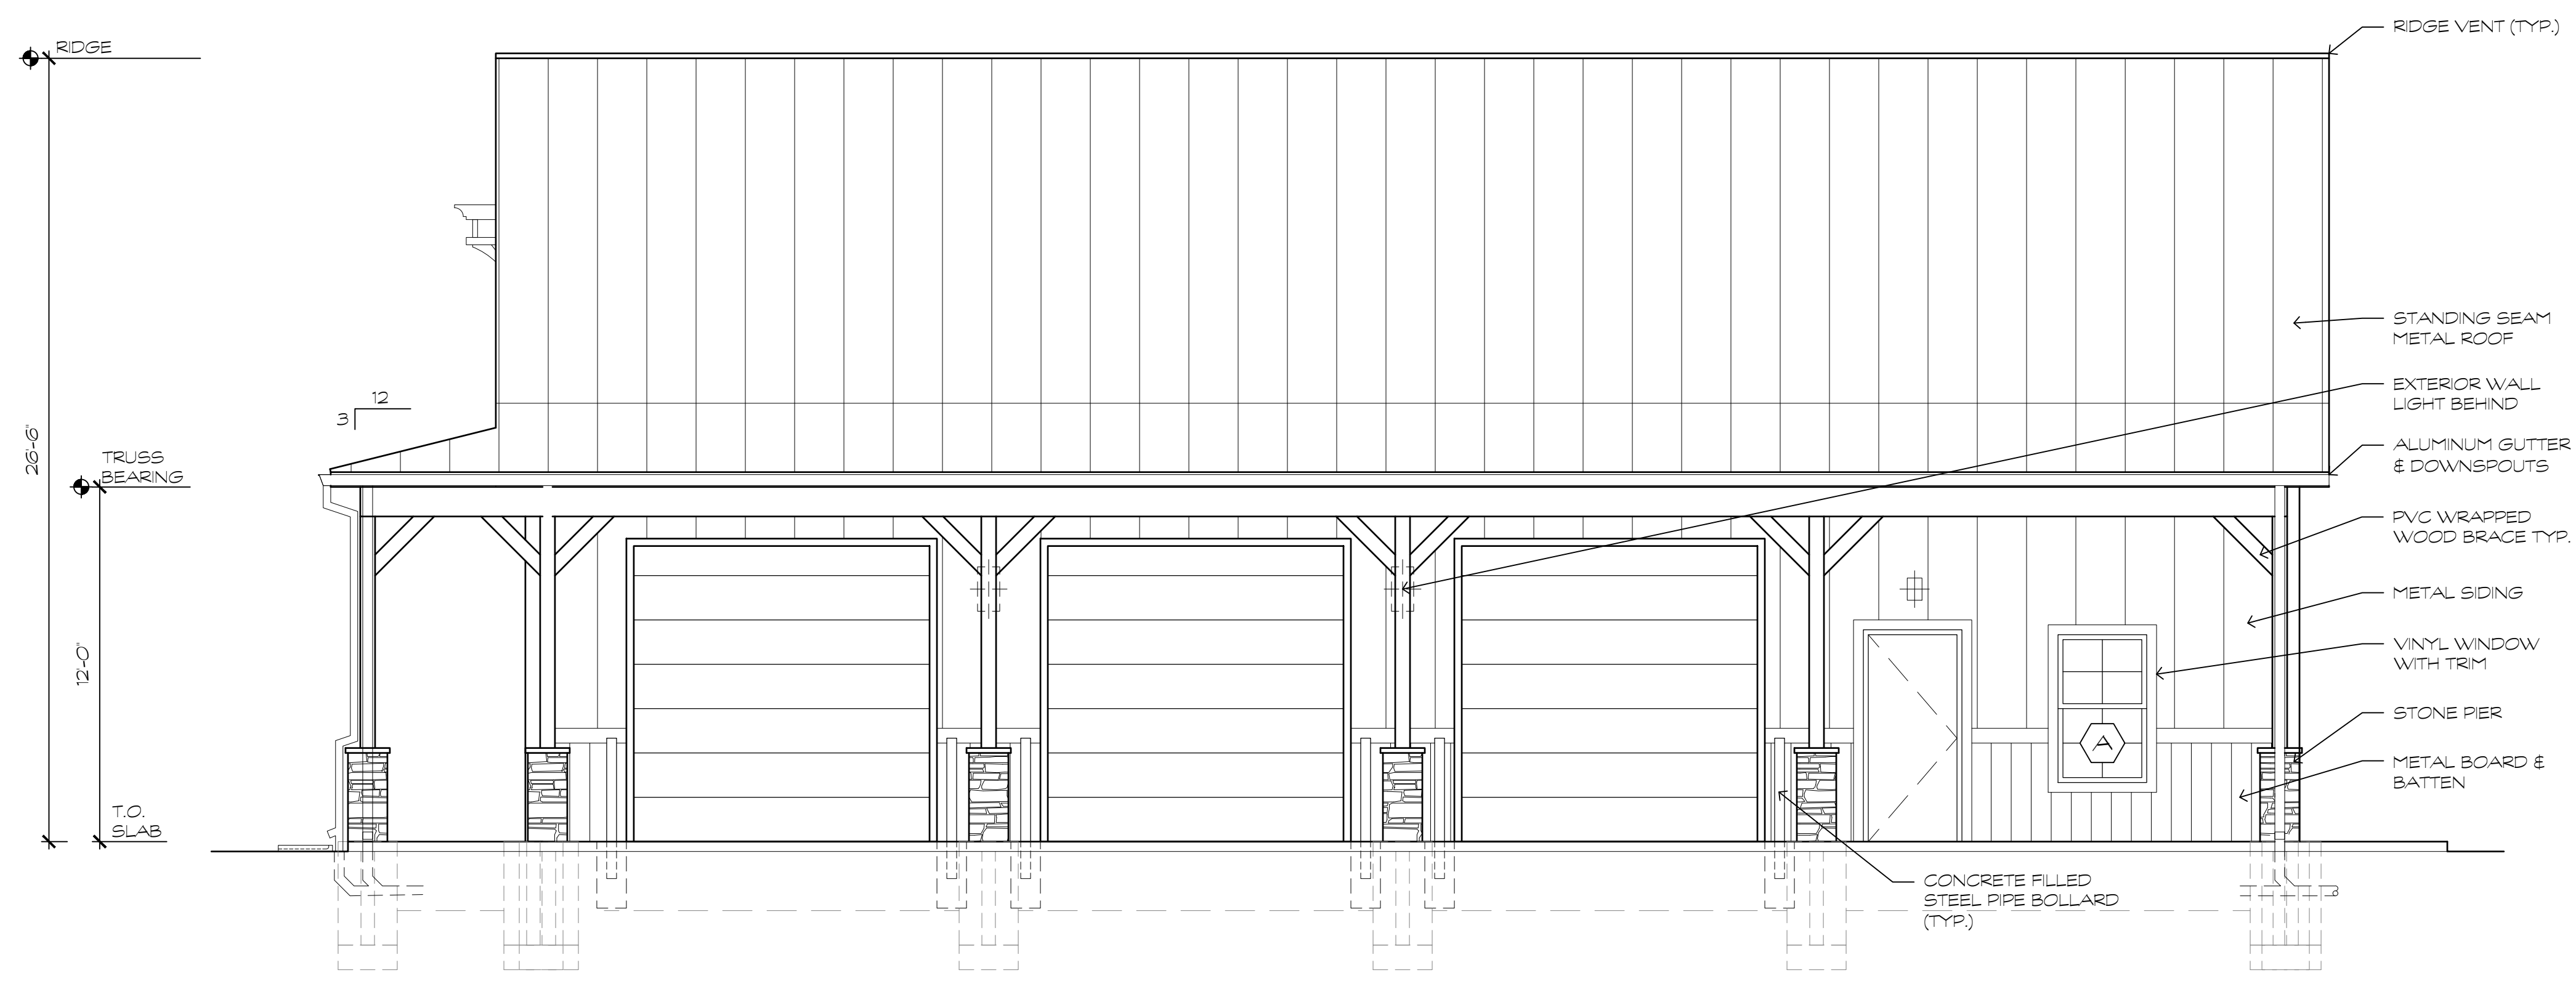 RIDGE
RIDGE VENT (TYP.)
STANDING SEAM
METAL ROOF
12
3
EXTERIOR WALL
LIGHT BEHIND
26'-6"
TRUSS
BEARING
ALUMINUM GUTTER
& DOWNSPOUTS
PVC WRAPPED
WOOD BRACE TYP.
METAL SIDING
12'-0"
VINYL WINDOW
WITH TRIM
STONE PIER
A
METAL BOARD &
BATTEN
T.O.
SLAB
CONCRETE FILLED
STEEL PIPE BOLLARD
(TYP.)